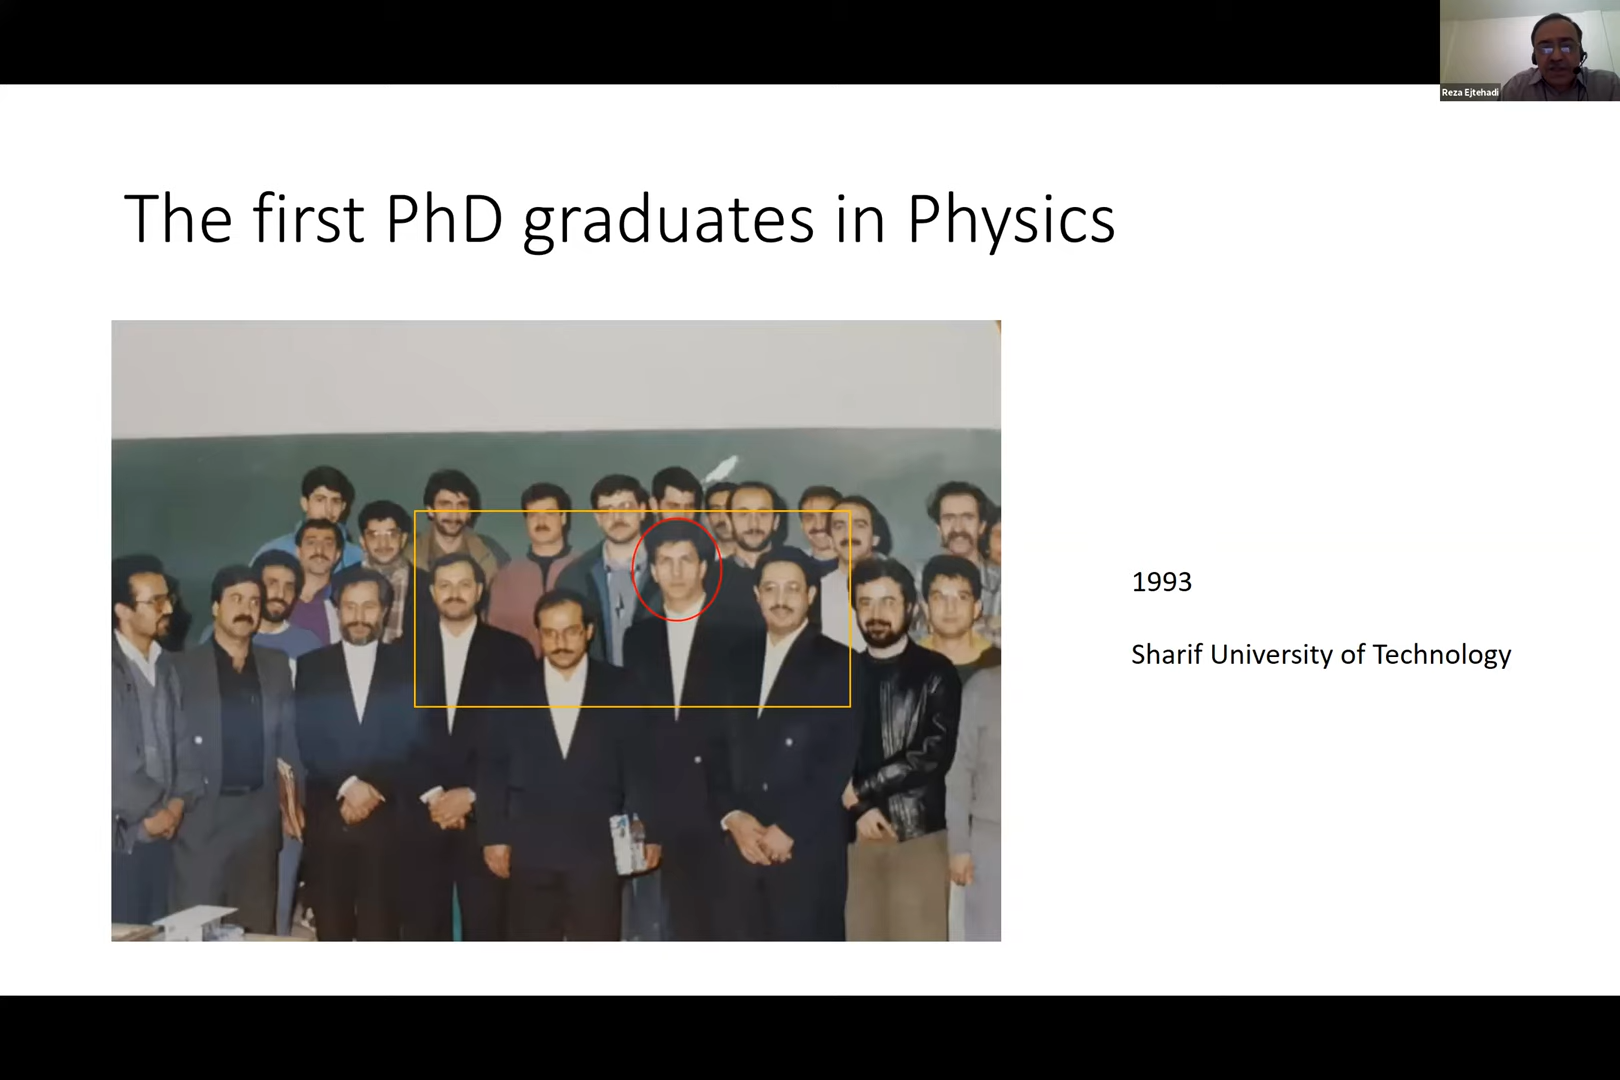 Reza Ejtehadi
The first PhD graduates in Physics
1993
Sharif University of Technology